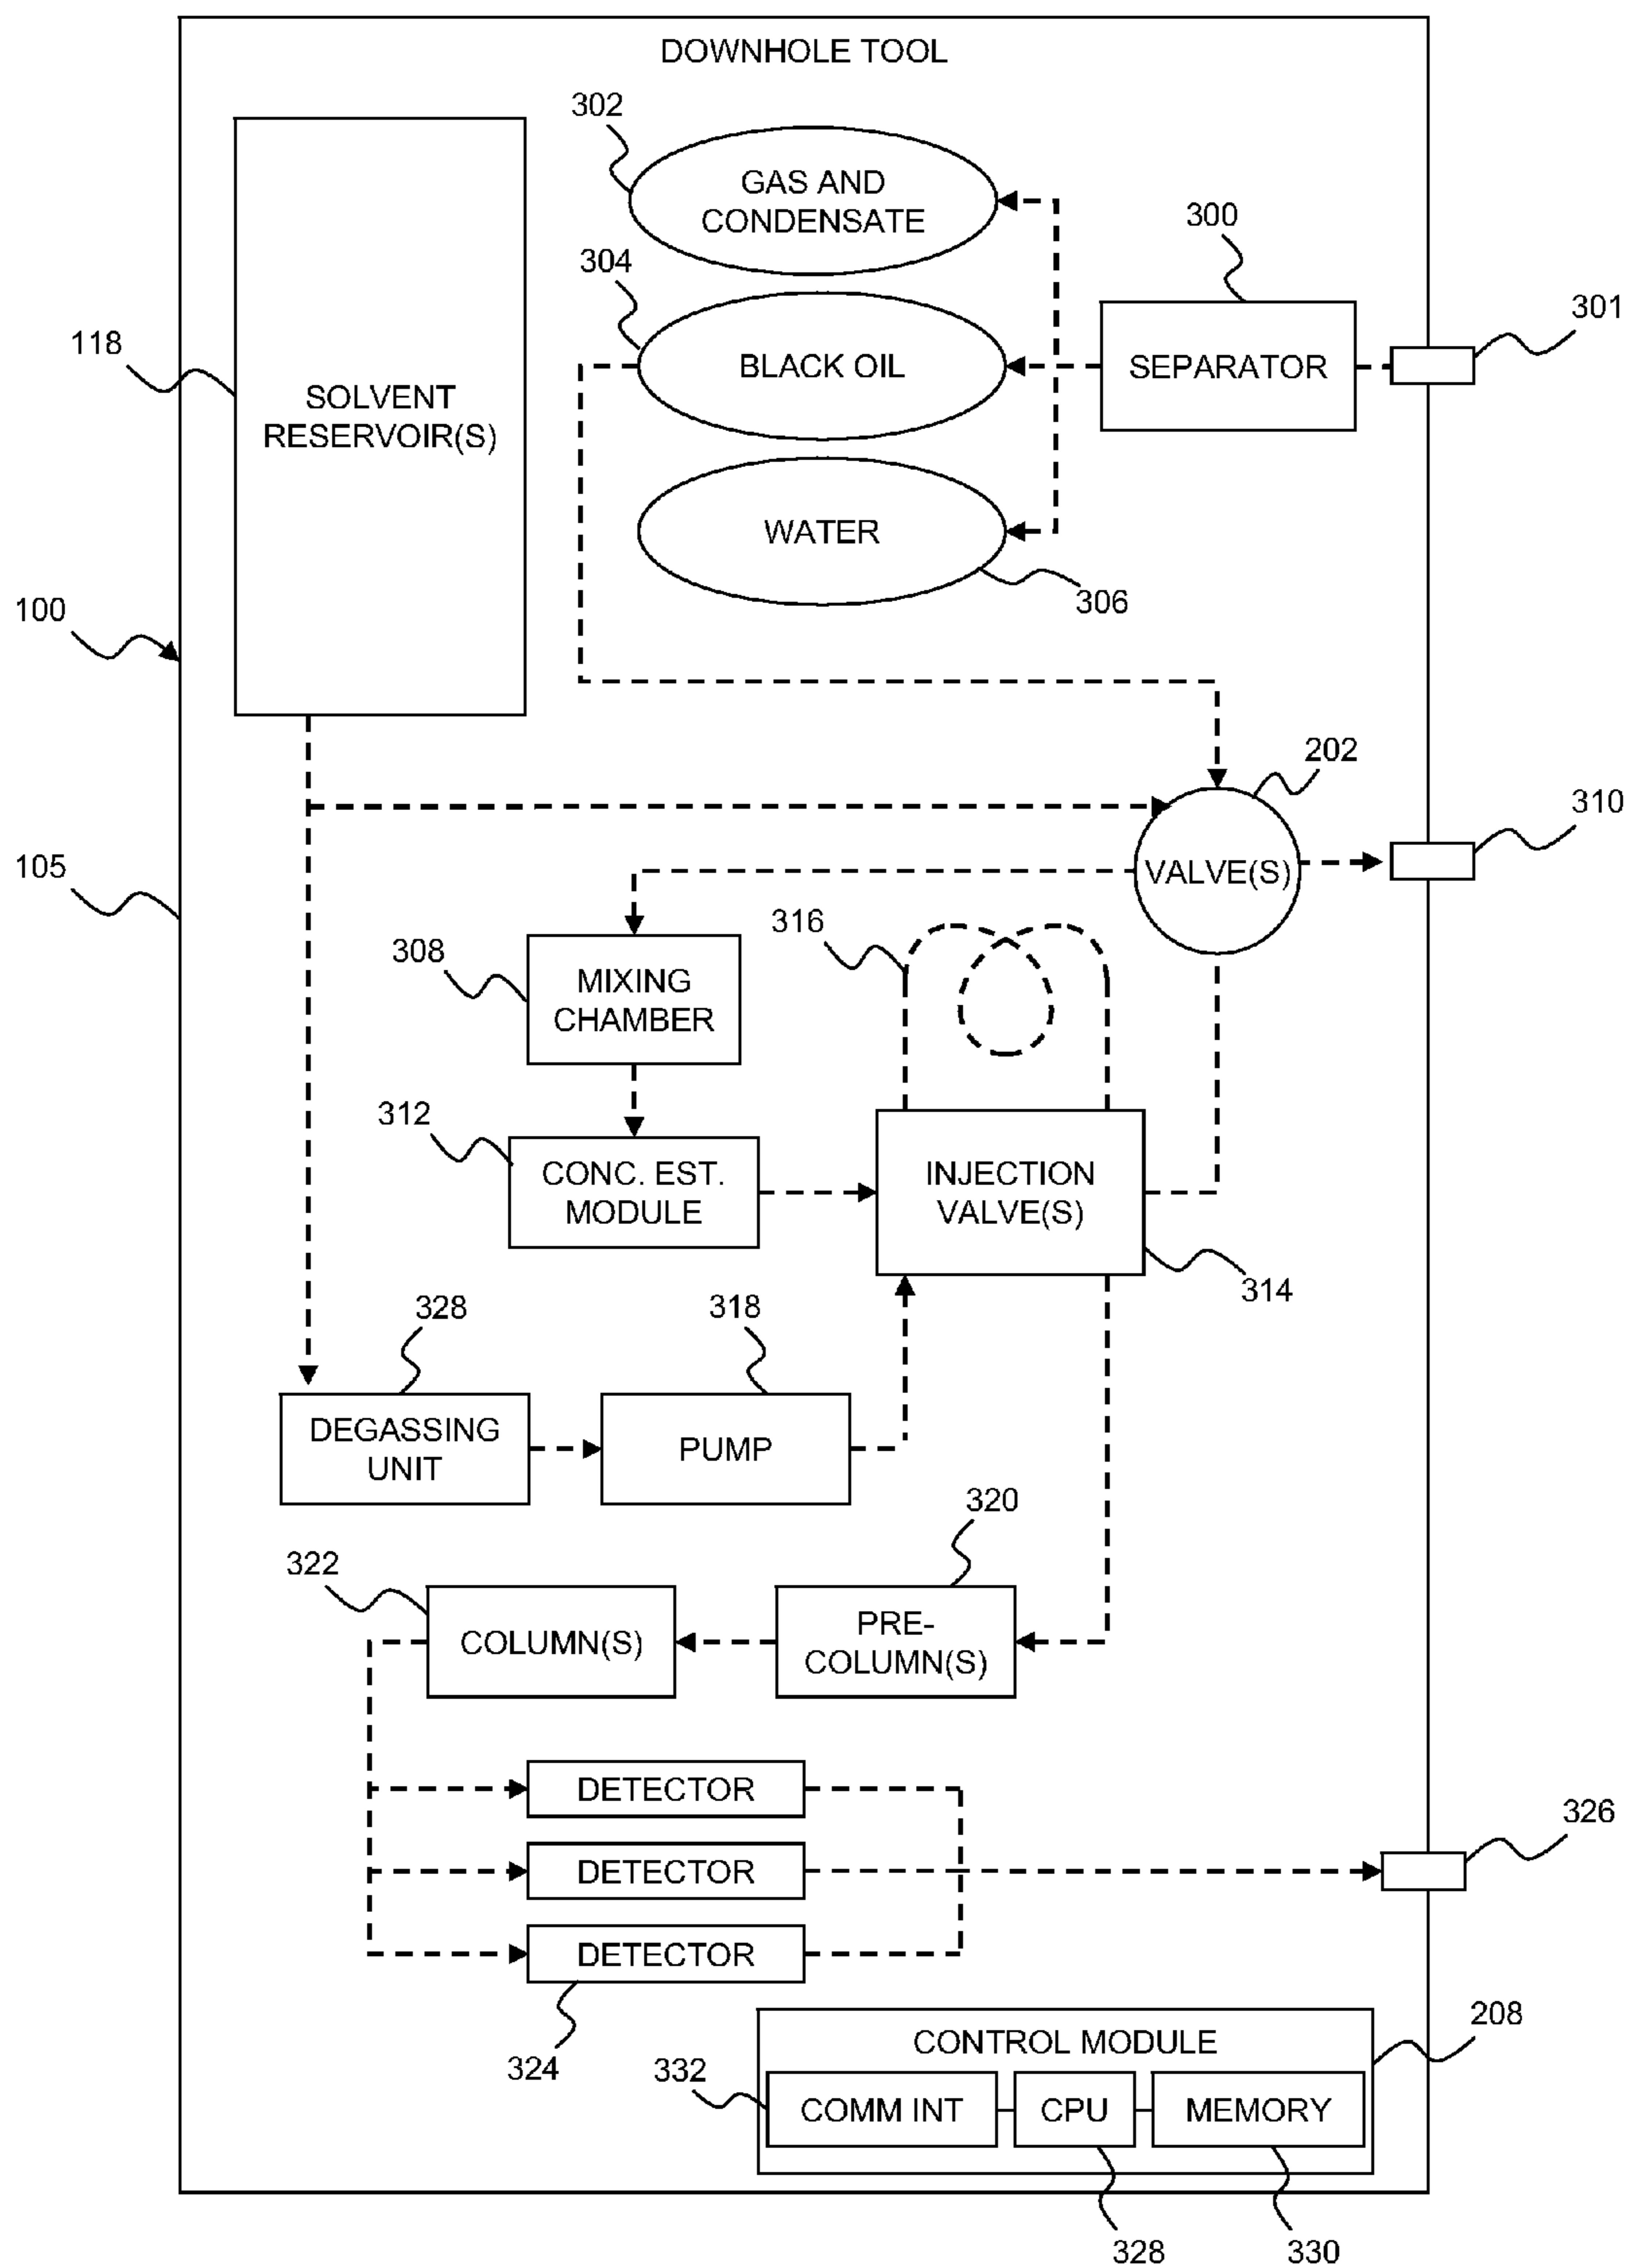 DOWNHOLE TOOL
302
GAS AND
CONDENSATE
300
304
301
118
BLACK OIL
SEPARATOR
SOLVENT
RESERVOIR(S)
WATER
306
100
202
310
105
VALVE(S)
316
308
MIXING
CHAMBER
312
CONC. EST.
MODULE
INJECTION
VALVE(S)
314
328
318
DEGASSING
UNIT
PUMP
320
322
COLUMN(S)
PRE-
COLUMN(S)
DETECTOR
326
DETECTOR
DETECTOR
324
208
CONTROL MODULE
332
COMM INT
CPU
MEMORY
328
330